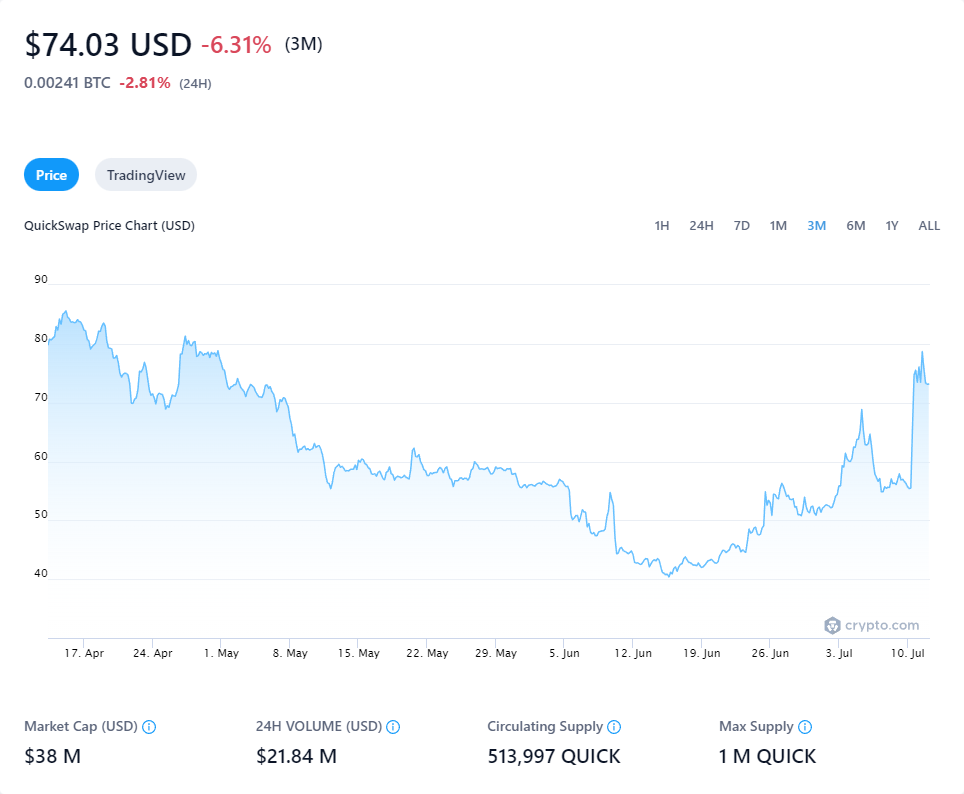 $74.03 USD -6.31% (3M)
0.00241 BTC -2.81% (24H)
Price TradingView
QuickSwap Price Chart (USD) 1H 24H 7D 1M 3M 6M 1Y ALL
90
80
70
60
50
40
crypto.com
17. Apr 24. Apr 1. May 8. May 15. May 22. May 29. May 5. Jun 12. Jun 19. Jun 26. Jun 3. Jul 10. Jul
Market Cap (USD) 24H VOLUME (USD) Circulating Supply Max Supply
$38 M $21.84 M 513,997 QUICK 1 M QUICK